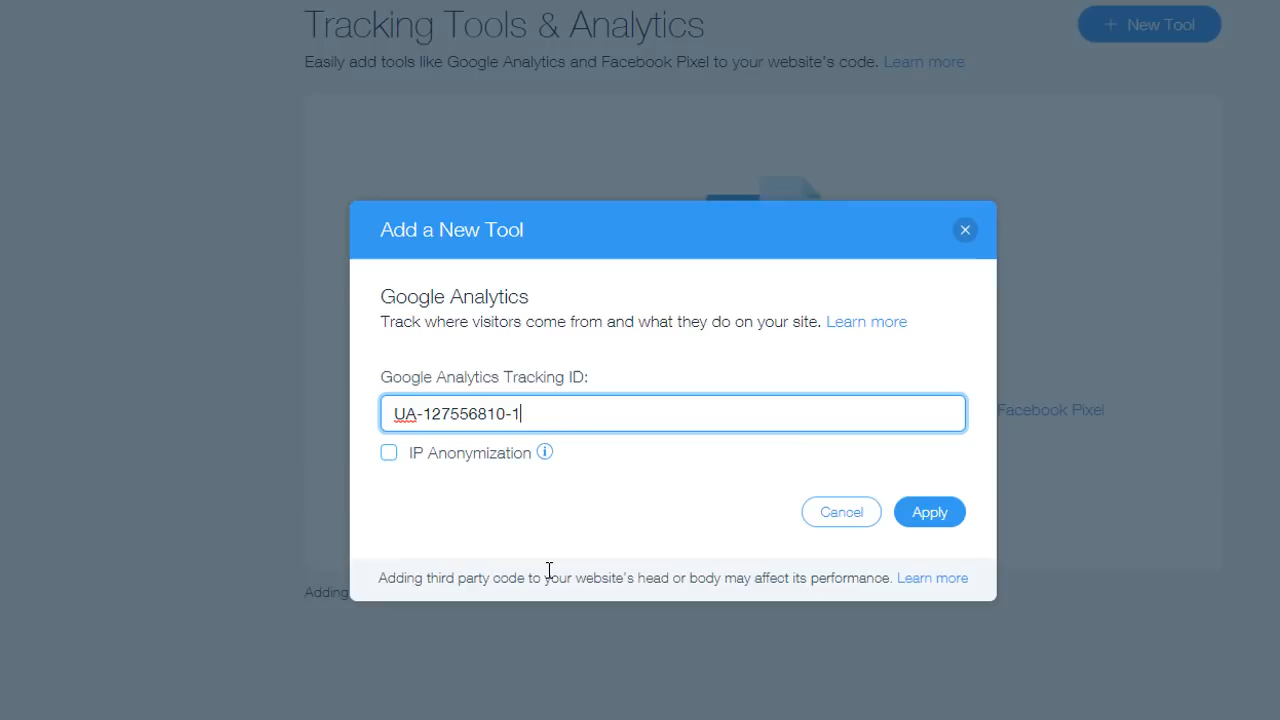 Tracking Tools & Analytics
+ New Tool
Easily add tools like Google Analytics and Facebook Pixel to your website's code. Learn more
Add a New Tool
Google Analytics
Track where visitors come from and what they do on your site. Learn more
Google Analytics Tracking ID:
UA-127556810-1
Facebook Pixel
IP Anonymization
Cancel
Apply
Adding third party code to your website's head or body may affect its performance. Learn more
Adding